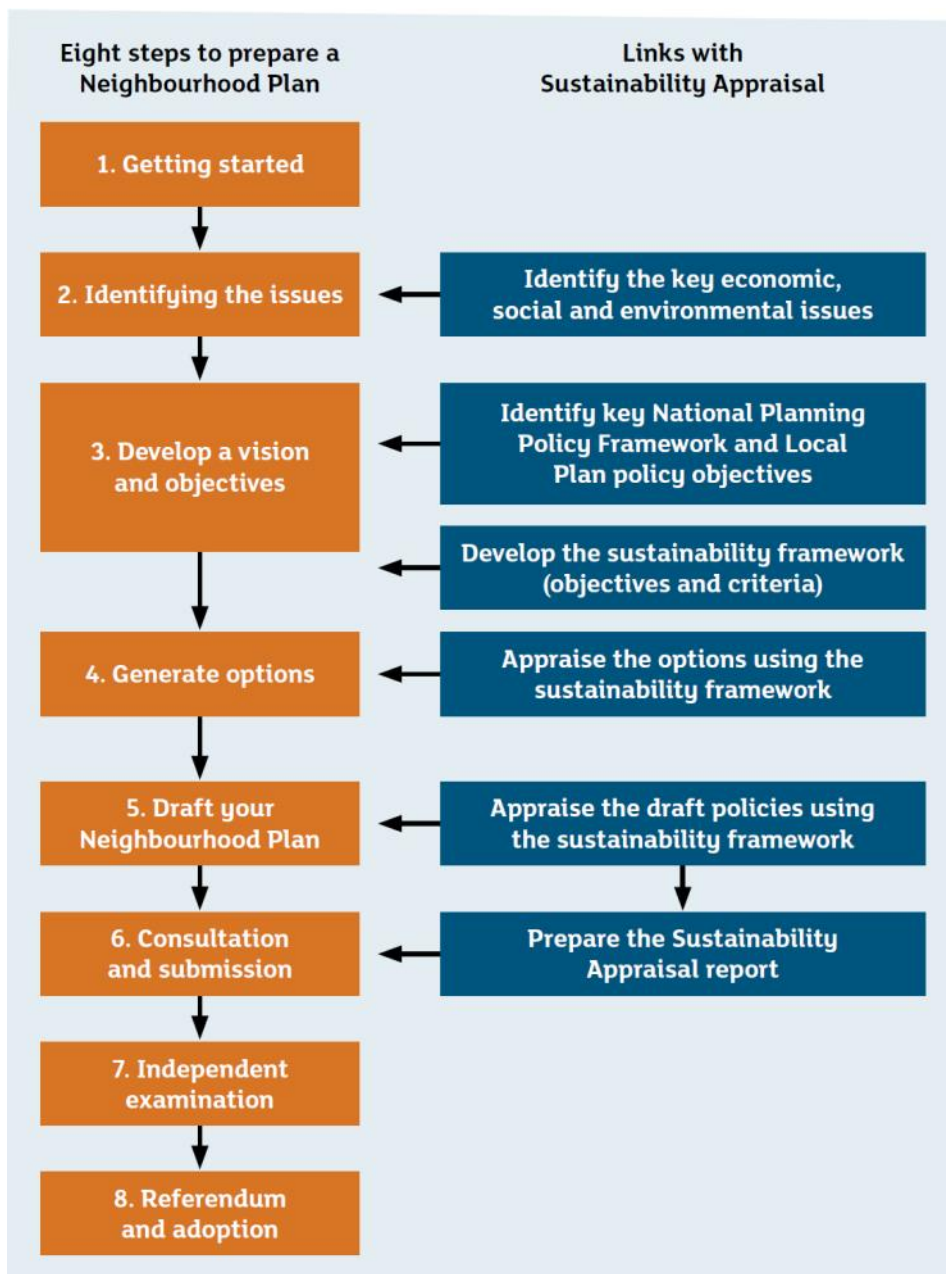 Eight steps to prepare a
Neighbourhood Plan
Links with
Sustainability Appraisal
1. Getting started
2. Identifying the issues
Identify the key economic,
social and environmental issues
3. Develop a vision
and objectives
Identify key National Planning
Policy Framework and Local
Plan policy objectives
Develop the sustainability framework
(objectives and criteria)
4. Generate options
Appraise the options using the
sustainability framework
5. Draft your
Neighbourhood Plan
Appraise the draft policies using
the sustainability framework
6. Consultation
and submission
Prepare the Sustainability
Appraisal report
7. Independent
examination
8. Referendum
and adoption